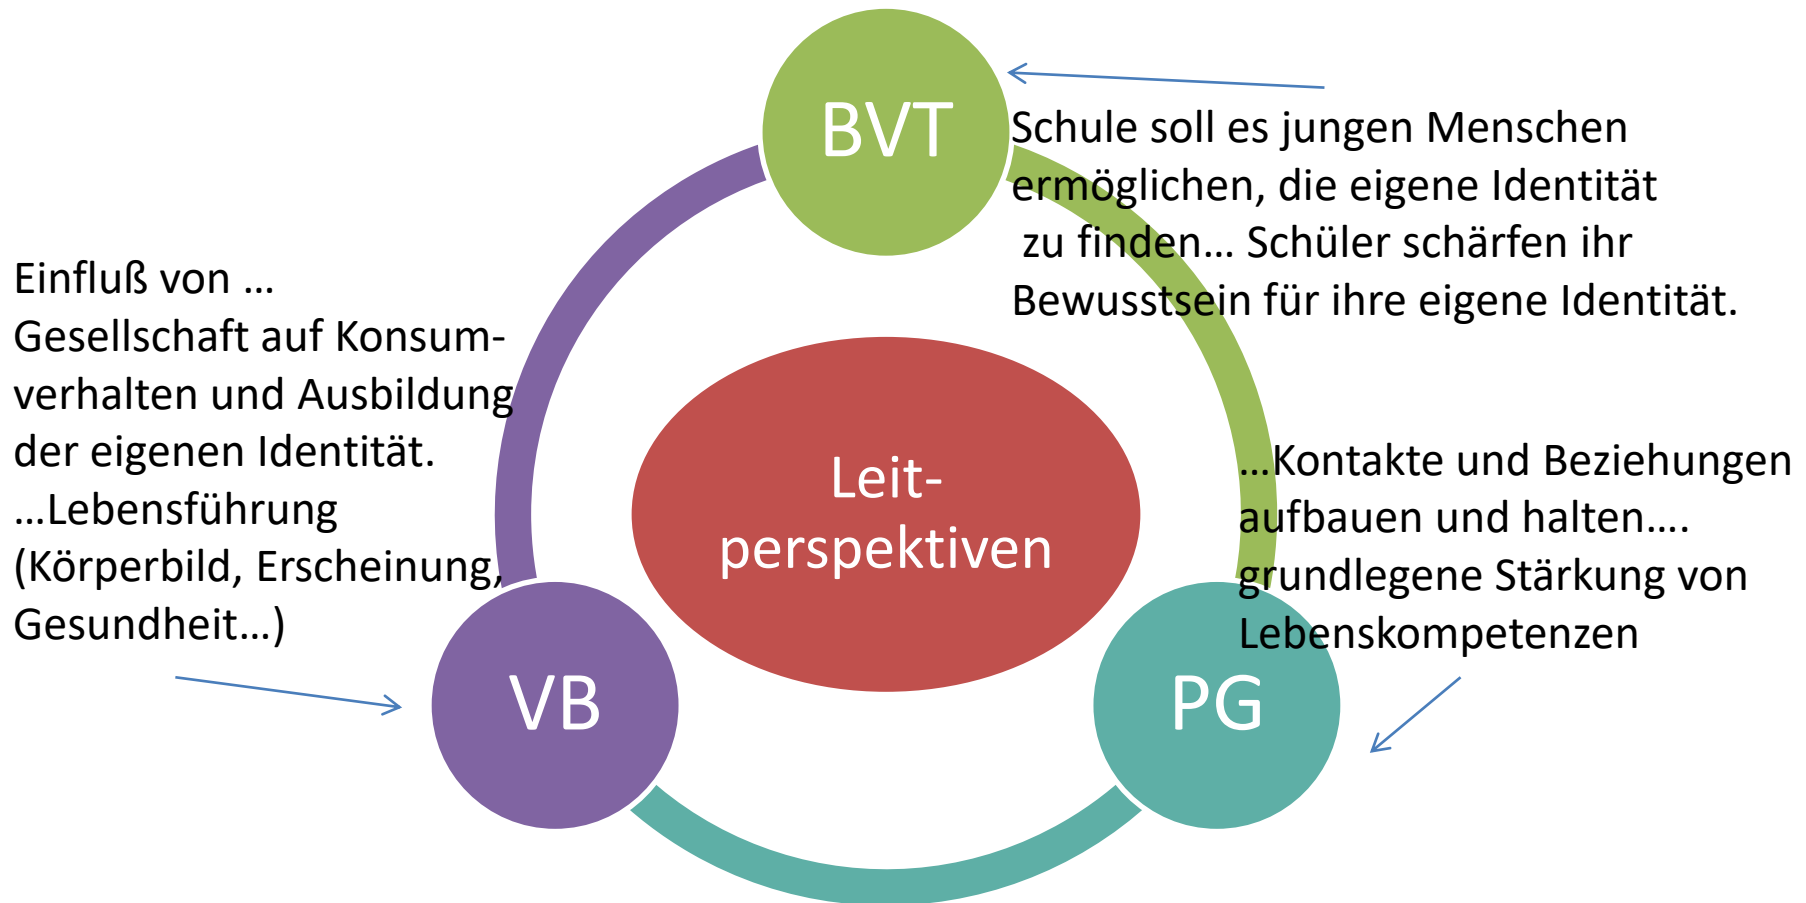 BVT
Schule soll es jungen Menschen
ermöglichen, die eigene Identität
zu finden… Schüler schärfen ihr
Bewusstsein für ihre eigene Identität.
Einfluß von …
Gesellschaft auf Konsum-
verhalten und Ausbildung
der eigenen Identität.
…Lebensführung
(Körperbild, Erscheinung,
Gesundheit…)
Leit-
perspektiven
…Kontakte und Beziehungen
aufbauen und halten….
grundlegene Stärkung von
Lebenskompetenzen
VB
PG